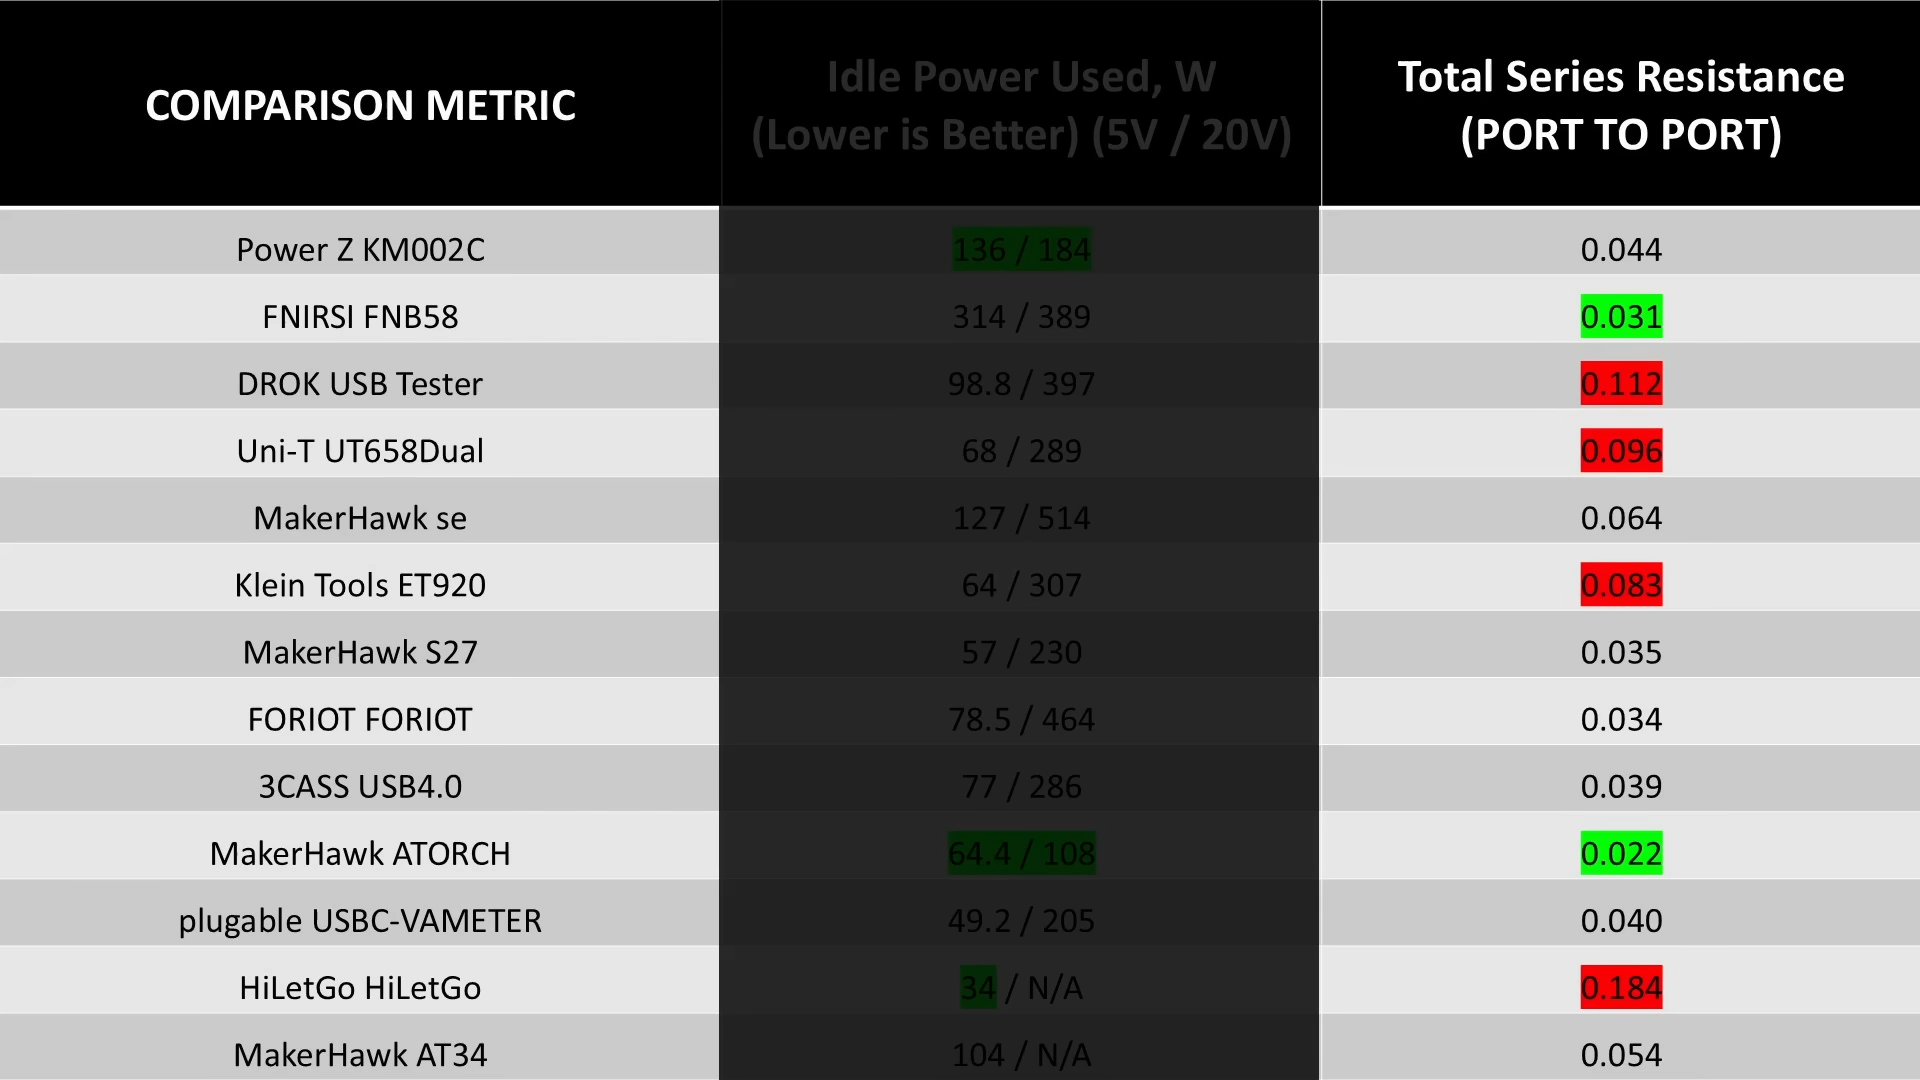 COMPARISON METRIC
Idle Power Used, W
(Lower is Better) (5V / 20V)
Total Series Resistance
(PORT TO PORT)
Power Z KM002C 136 / 184 0.044
FNIRSI FNB58 314 / 389 0.031
DROK USB Tester 98.8 / 397 0.112
Uni-T UT658Dual 68 / 289 0.096
MakerHawk se 127 / 514 0.064
Klein Tools ET920 64 / 307 0.083
MakerHawk S27 57 / 230 0.035
FORIOT FORIOT 78.5 / 464 0.034
3CASS USB4.0 77 / 286 0.039
MakerHawk ATORCH 64.4 / 108 0.022
plugable USBC-VAMETER 49.2 / 205 0.040
HiLetGo HiLetGo 34 / N/A 0.184
MakerHawk AT34 104 / N/A 0.054